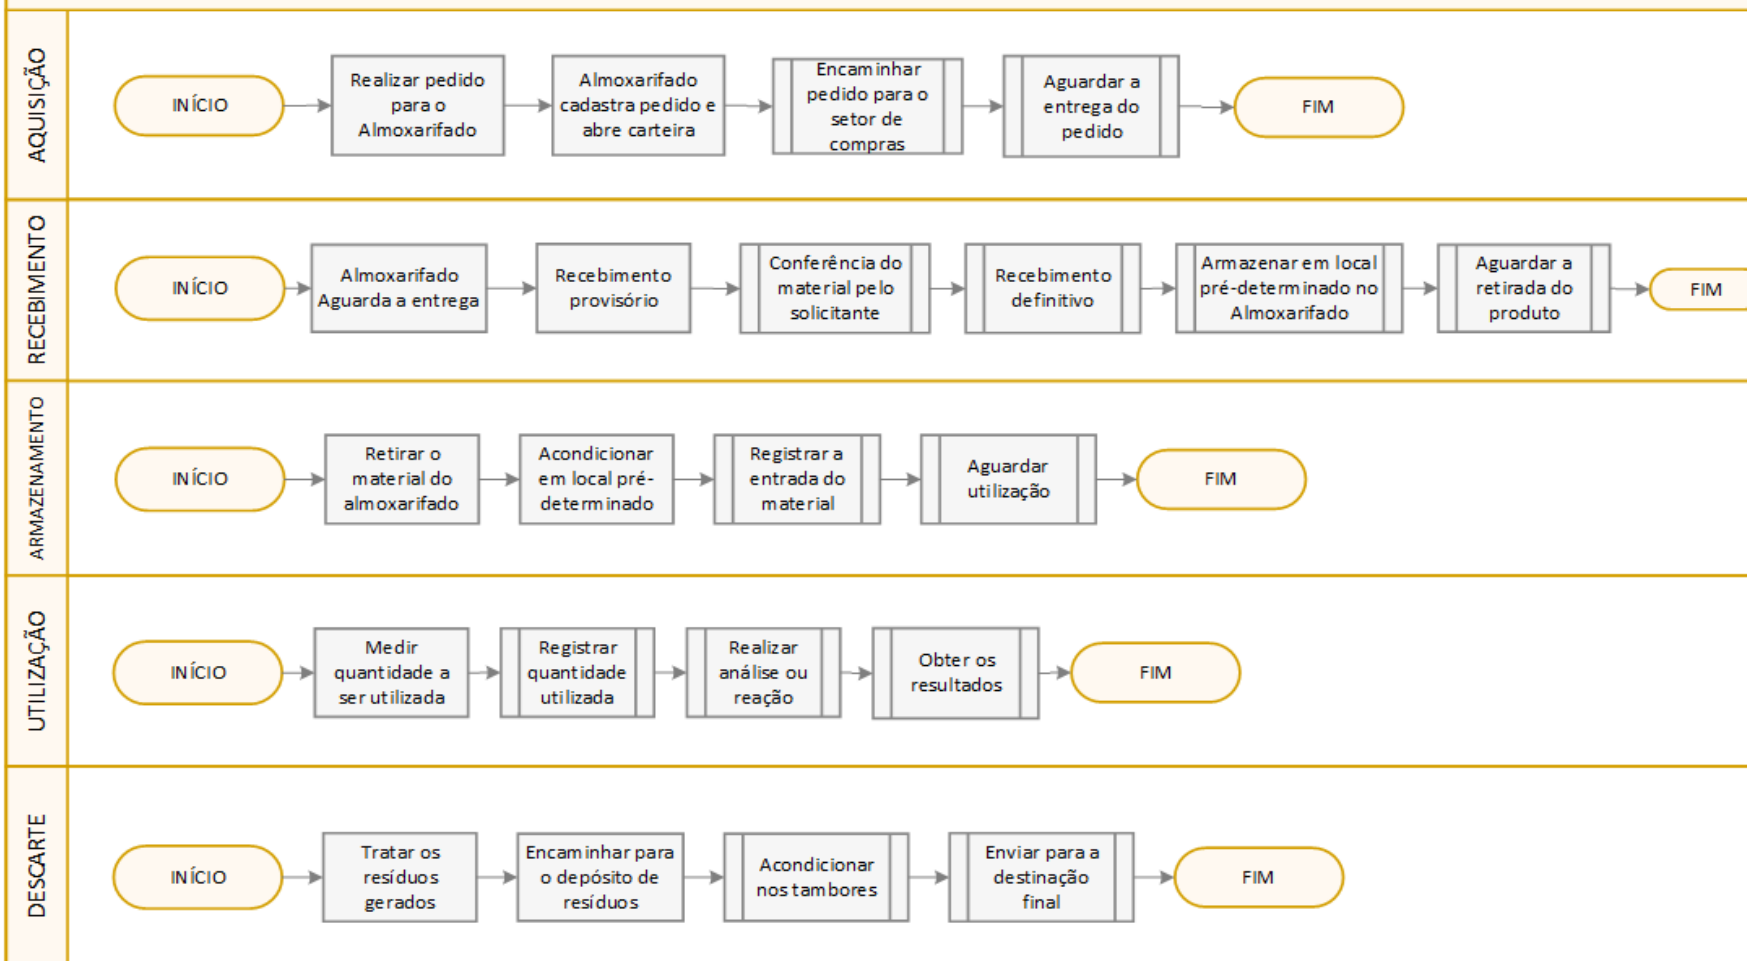 AQUISIÇÃO
INÍCIO
Realizar pedido
para o
Almoxarifado
Almoxarifado
cadastra pedido e
abre carteira
Encaminhar
pedido para o
setor de
compras
Aguardar a
entrega do
pedido
FIM
RECEBIMENTO
INÍCIO
Almoxarifado
Aguarda a entrega
Recebimento
provisório
Conferência do
material pelo
solicitante
Recebimento
definitivo
Armazenar em local
pré-determinado no
Almoxarifado
Aguardar a
retirada do
produto
FIM
ARMAZENAMENTO
INÍCIO
Retirar o
material do
almoxarifado
Acondicionar
em local pré-
determinado
Registrar a
entrada do
material
Aguardar
utilização
FIM
UTILIZAÇÃO
INÍCIO
Medir
quantidade a
ser utilizada
Registrar
quantidade
utilizada
Realizar
análise ou
reação
Obter os
resultados
FIM
DESCARTE
INÍCIO
Tratar os
resíduos
gerados
Encaminhar para
o depósito de
resíduos
Acondicionar
nos tambores
Enviar para a
destinação
final
FIM